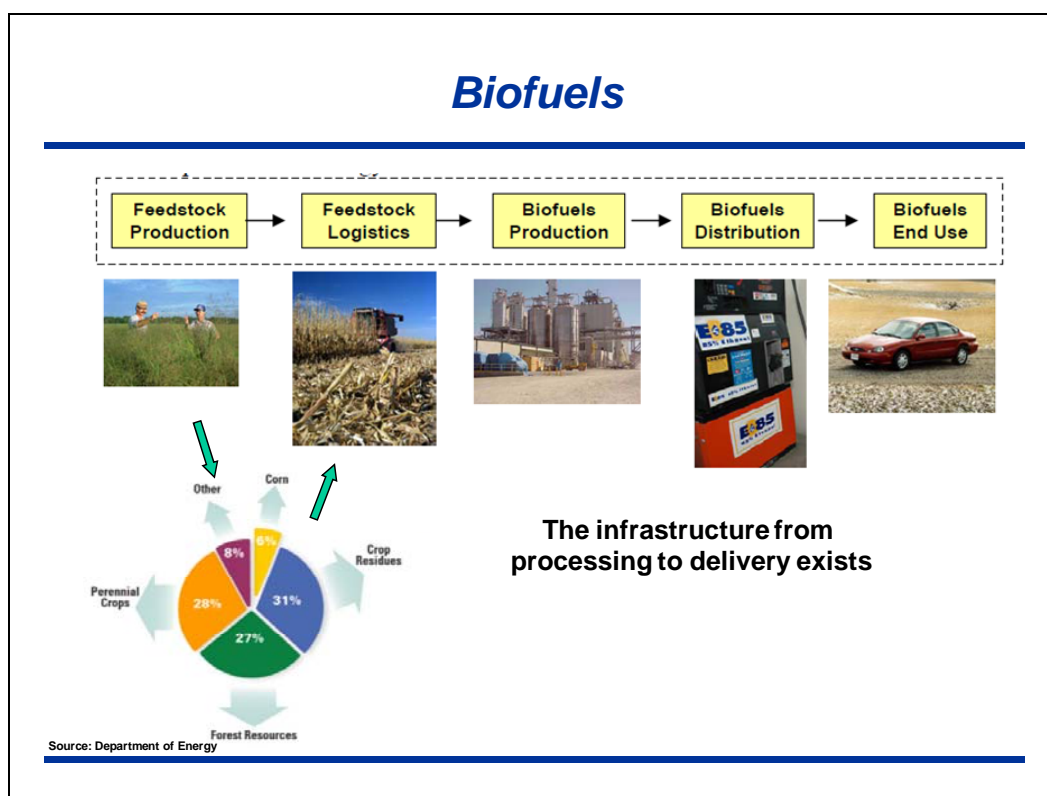 Biofuels
Feedstock
Production
Feedstock
Logistics
Biofuels
Production
Biofuels
Distribution
Biofuels
End Use
E85
85% Ethanol
E85
Other
Corn
Crop
Residues
Perennial
Crops
Forest Resources
8%
6%
31%
28%
27%
The infrastructure from
processing to delivery exists
Source: Department of Energy